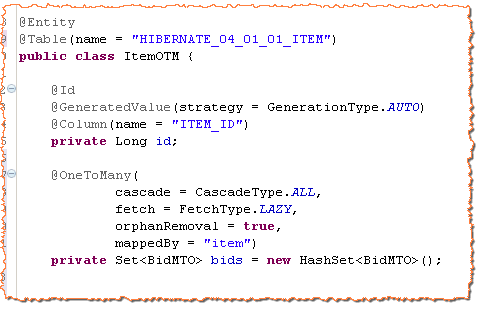 @Entity
@Table(name = "HIBERNATE_04_01_01_ITEM")
public class ItemOTM {
@Id
@GeneratedValue(strategy = GenerationType.AUTO)
@Column(name = "ITEM_ID")
private Long id;
@OneToMany(
cascade = CascadeType.ALL,
fetch = FetchType.LAZY,
orphanRemoval = true,
mappedBy = "item")
private Set<BidMTO> bids = new HashSet<BidMTO>();